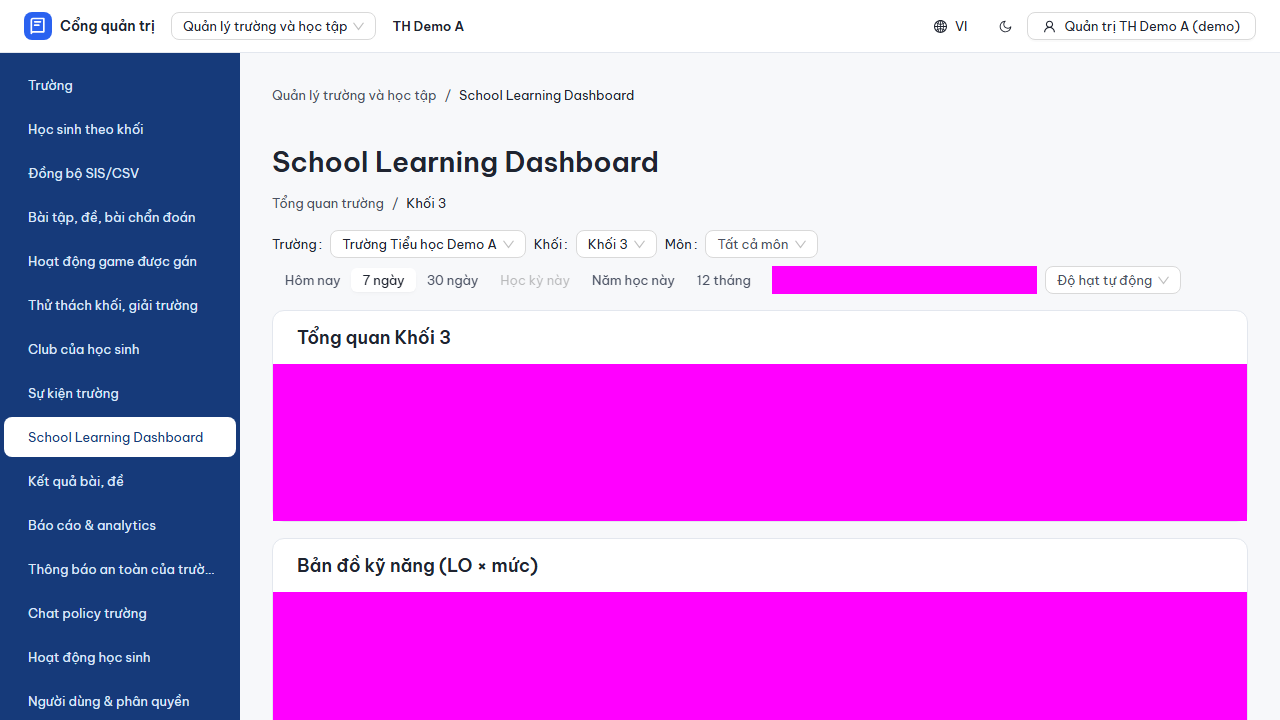 Cổng quản trị
Quản lý trường và học tập
TH Demo A
VI
Quản trị TH Demo A (demo)
Trường
Học sinh theo khối
Đồng bộ SIS/CSV
Bài tập, đề, bài chẩn đoán
Hoạt động game được gán
Thử thách khối, giải trường
Club của học sinh
Sự kiện trường
School Learning Dashboard
Kết quả bài, đề
Báo cáo & analytics
Thông báo an toàn của trườ...
Chat policy trường
Hoạt động học sinh
Người dùng & phân quyền
Quản lý trường và học tập / School Learning Dashboard
School Learning Dashboard
Tổng quan trường / Khối 3
Trường: Trường Tiểu học Demo A Khối: Khối 3 Môn: Tất cả môn
Hôm nay 7 ngày 30 ngày Học kỳ này Năm học này 12 tháng Độ hạt tự động
Tổng quan Khối 3
Bản đồ kỹ năng (LO × mức)